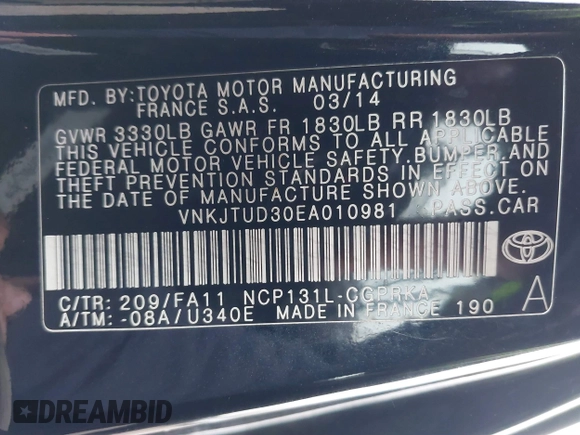 MFD. BY:TOYOTA MOTOR MANUFACTURING
FRANCE S.A.S. 03/14
GVWR 3330LB GAWR FR 1830LB RR 1830LB
THIS VEHICLE CONFORMS TO ALL APPLICABLE
FEDERAL MOTOR VEHICLE SAFETY,BUMPER,AND
THEFT PREVENTION STANDARDS IN EFFECT ON
THE DATE OF MANUFACTURE SHOWN ABOVE.
VNKJTUD30EA010981 PASS.CAR
TOYOTA
C/TR: 209/FA11 NCP131L-CGPRKA
A/TM: -08A/U340E MADE IN FRANCE 190 A
DREAMBID